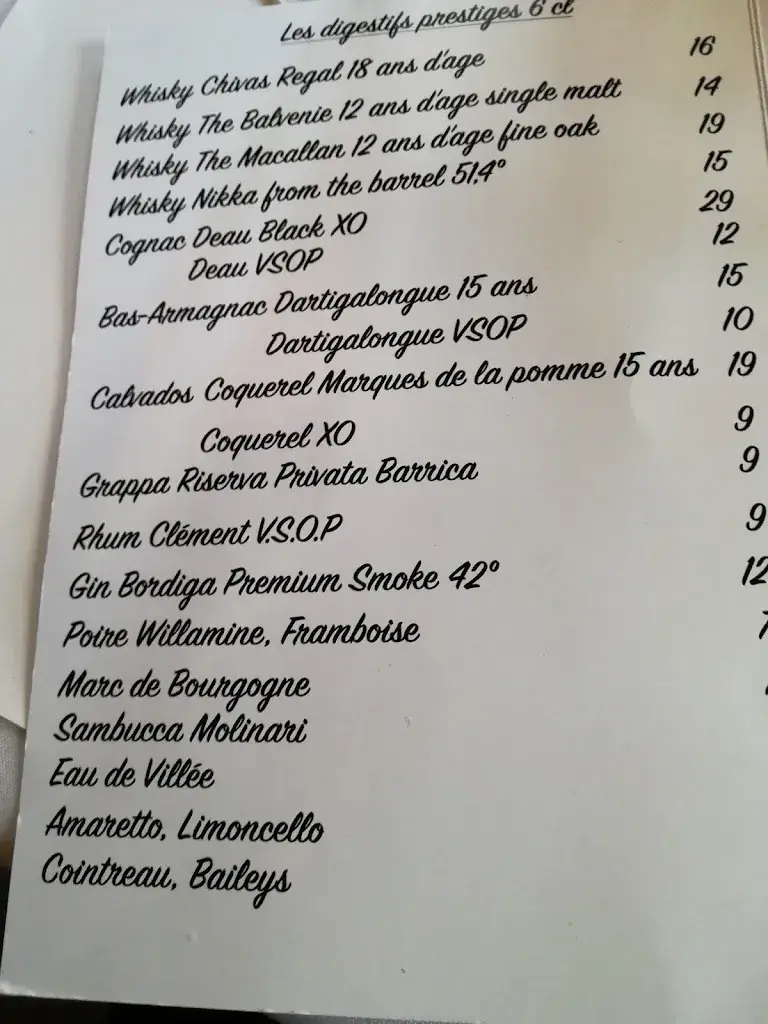 Les digestifs prestiges 6 cl
Whisky Chivas Regal 18 ans d'age 16
Whisky The Balvenie 12 ans d'age single malt 14
Whisky The Macallan 12 ans d'age fine oak 19
Whisky Nikka from the barrel 51,4° 15
Cognac Deau Black XO 29
Deau VSOP 12
Bas-Armagnac Dartigalongue 15 ans 15
Dartigalongue VSOP 10
Calvados Coquerel Marques de la pomme 15 ans 19
Coquerel XO 9
Grappa Riserva Privata Barrica 9
Rhum Clément V.S.O.P 9
Gin Bordiga Premium Smoke 42° 12
Poire Willamine, Framboise
Marc de Bourgogne
Sambucca Molinari
Eau de Villée
Amaretto, Limoncello
Cointreau, Baileys